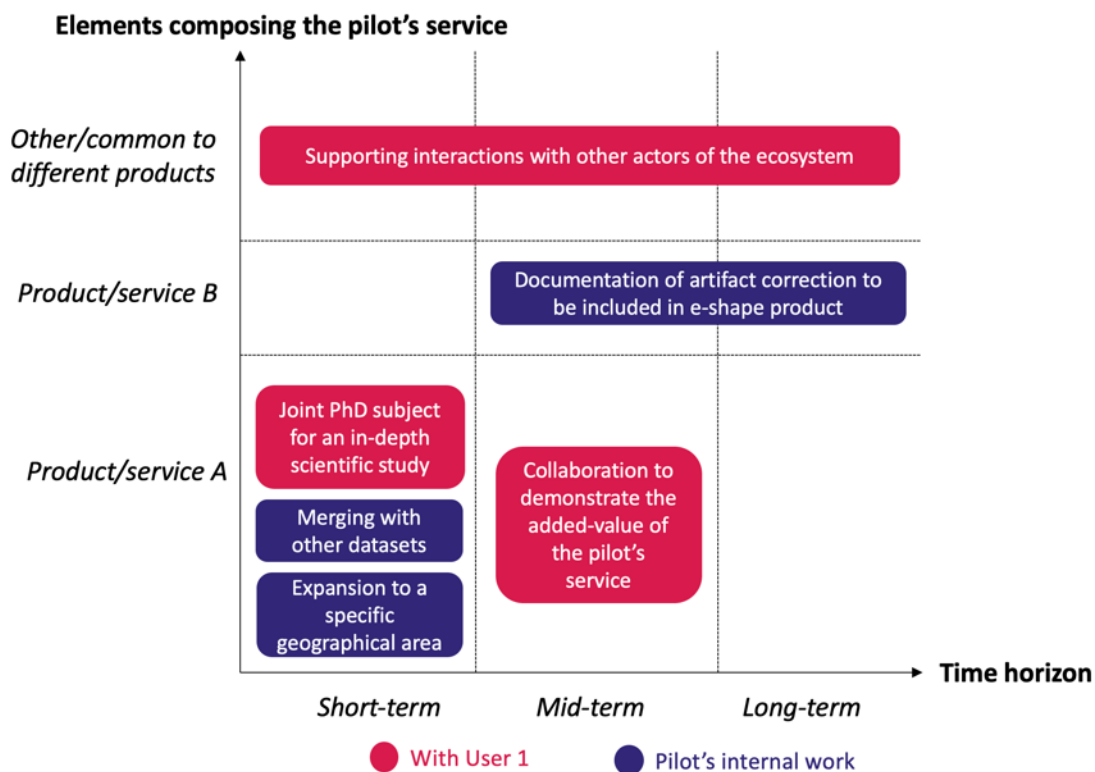 Elements composing the pilot's service
Other/common to
different products
Supporting interactions with other actors of the ecosystem
Product/service B
Documentation of artifact correction to
be included in e-shape product
Product/service A
Joint PhD subject
for an in-depth
scientific study
Merging with
other datasets
Expansion to a
specific
geographical area
Collaboration to
demonstrate the
added-value of
the pilot's
service
Time horizon
Short-term
Mid-term
Long-term
With User 1
Pilot's internal work